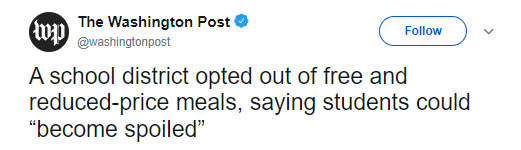 wp
The Washington Post
@washingtonpost
Follow
A school district opted out of free and
reduced-price meals, saying students could
“become spoiled”